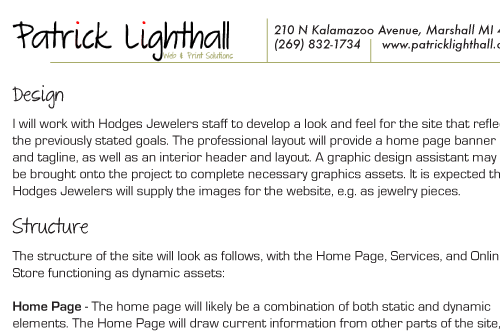 Patrick Lighthall
Web & Print Solutions
210 N Kalamazoo Avenue, Marshall MI 4
(269) 832-1734 www.patricklighthall.c
Design
I will work with Hodges Jewelers staff to develop a look and feel for the site that refle
the previously stated goals. The professional layout will provide a home page banner
and tagline, as well as an interior header and layout. A graphic design assistant may
be brought onto the project to complete necessary graphics assets. It is expected th
Hodges Jewelers will supply the images for the website, e.g. as jewelry pieces.
Structure
The structure of the site will look as follows, with the Home Page, Services, and Onlin
Store functioning as dynamic assets:
Home Page - The home page will likely be a combination of both static and dynamic
elements. The Home Page will draw current information from other parts of the site,